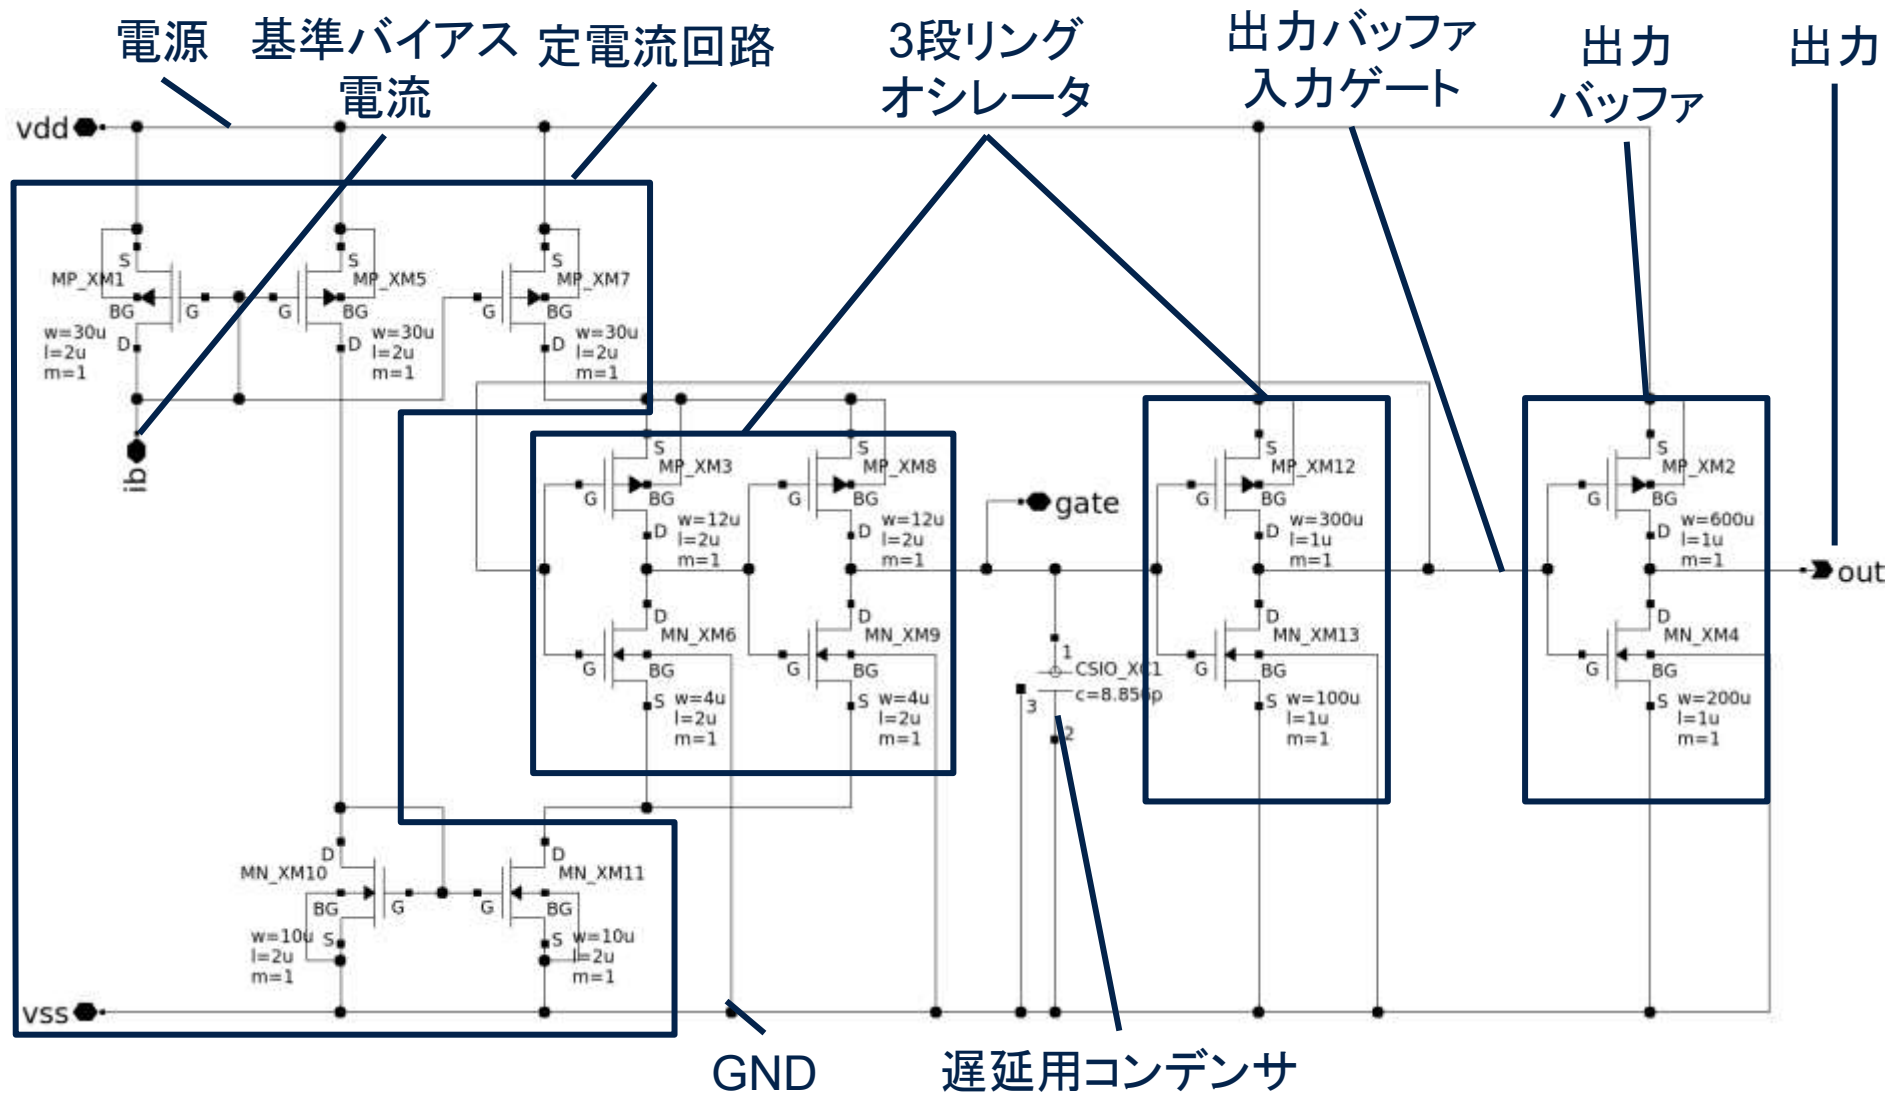 電源
基準バイアス
電流
定電流回路
3段リング
オシレータ
出力バッファ
入力ゲート
出力
バッファ
出力
vdd
S
MP_XM1
BG
G
w=30u
l=2u
m=1
D
S
MP_XM5
G
BG
w=30u
D
l=2u
m=1
S
MP_XM7
G
BG
w=30u
D
l=2u
m=1
ib
S
MP_XM3
G
BG
w=12u
D
l=2u
m=1
S
MP_XM8
G
BG
w=12u
D
l=2u
m=1
gate
S
MP_XM12
G
BG
w=300u
D
l=1u
m=1
S
MP_XM2
G
BG
w=600u
D
l=1u
m=1
out
D
MN_XM6
G
BG
S
w=4u
l=2u
m=1
D
MN_XM9
G
BG
S
w=4u
l=2u
m=1
1
CSIO_XC1
c=8.856p
3
2
D
MN_XM13
G
BG
S
w=100u
l=1u
m=1
D
MN_XM4
G
BG
S
w=200u
l=1u
m=1
D
MN_XM10
BG
G
w=10u
S
l=2u
m=1
D
MN_XM11
G
BG
S
w=10u
l=2u
m=1
vss
GND
遅延用コンデンサ